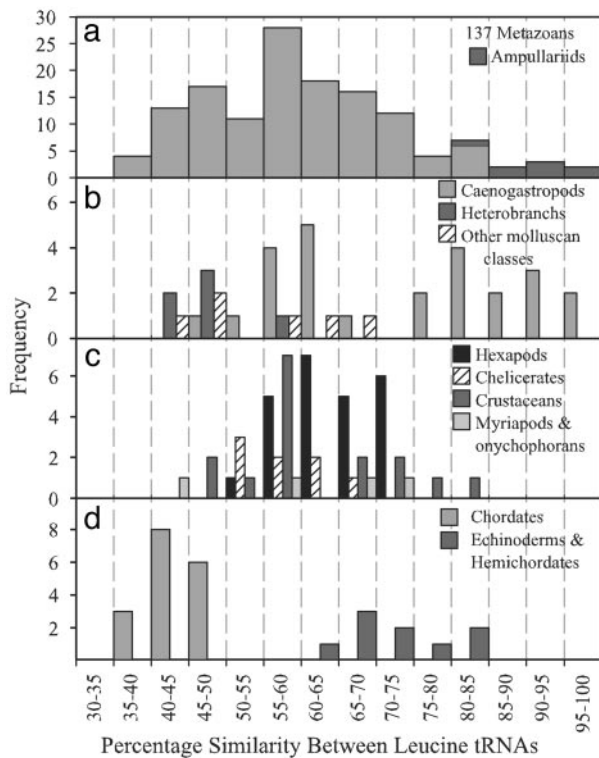 a
30
25
20
15
10
5
0
137 Metazoans
Ampullariids
b
6
4
2
0
Caenogastropods
Heterobranchs
Other molluscan
classes
Frequency
c
6
4
2
0
Hexapods
Chelicerates
Crustaceans
Myriapods &
onychophorans
d
8
6
4
2
Chordates
Echinoderms &
Hemichordates
30-35
35-40
40-45
45-50
50-55
55-60
60-65
65-70
70-75
75-80
80-85
85-90
90-95
95-100
Percentage Similarity Between Leucine tRNAs